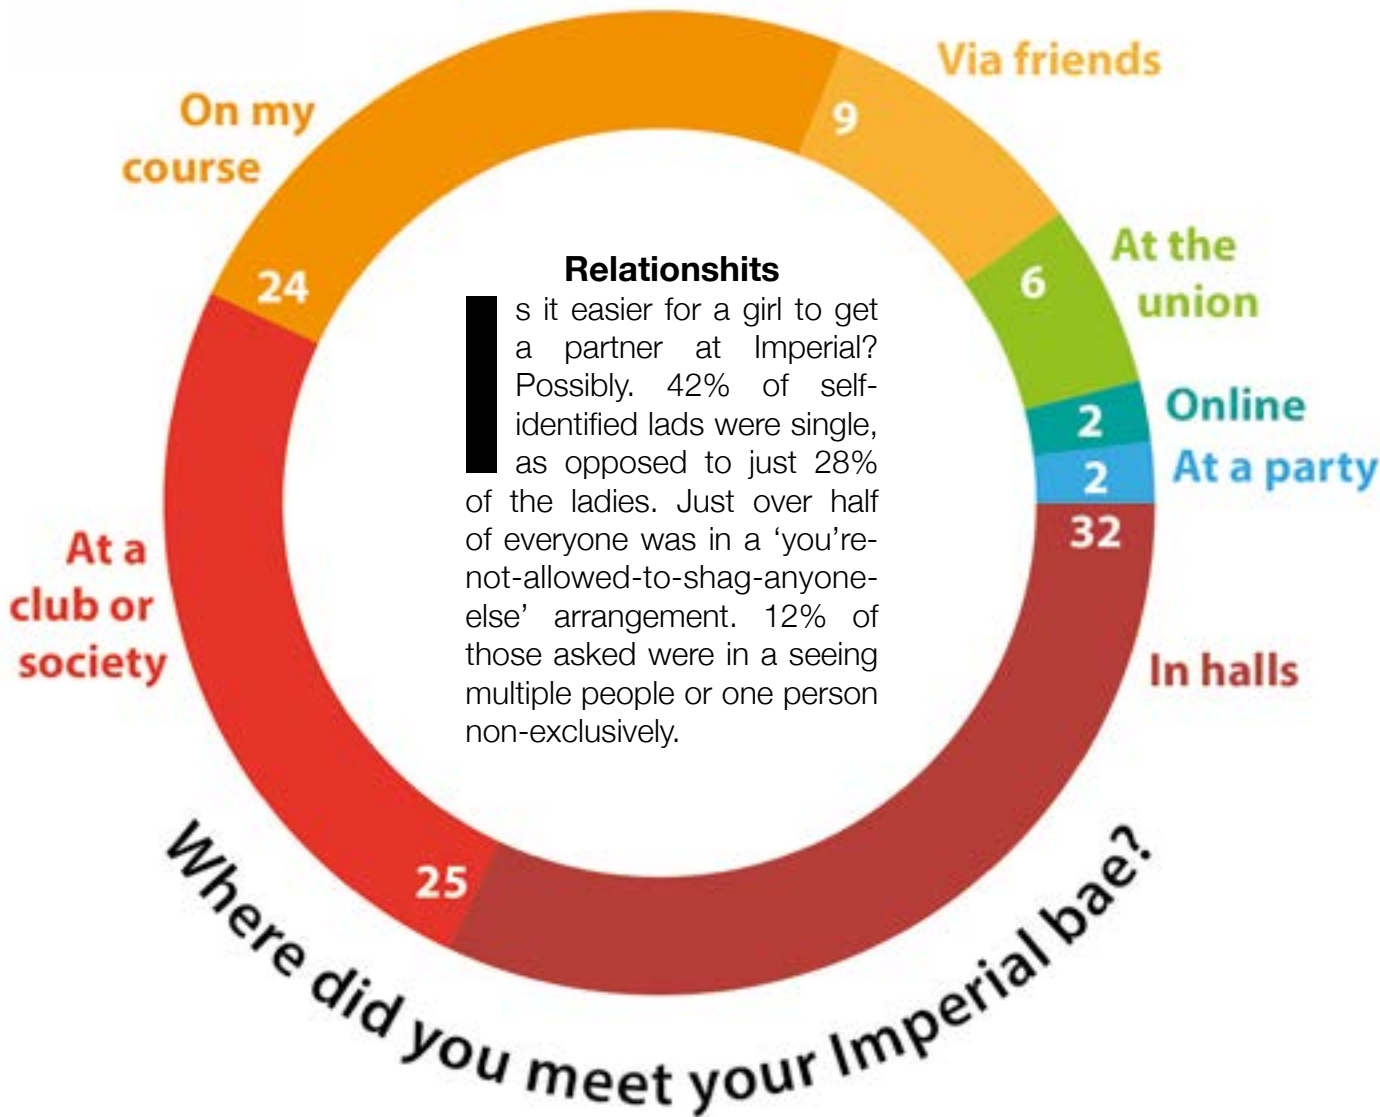 On my
course
24
Via friends
9
At the
union
6
Online
2
At a party
2
32
In halls
At a
club or
society
25
Relationshits
Is it easier for a girl to get
a partner at Imperial?
Possibly. 42% of self-
identified lads were single,
as opposed to just 28%
of the ladies. Just over half
of everyone was in a ‘you’re-
not-allowed-to-shag-anyone-
else’ arrangement. 12% of
those asked were in a seeing
multiple people or one person
non-exclusively.
Where did you meet your Imperial bae?